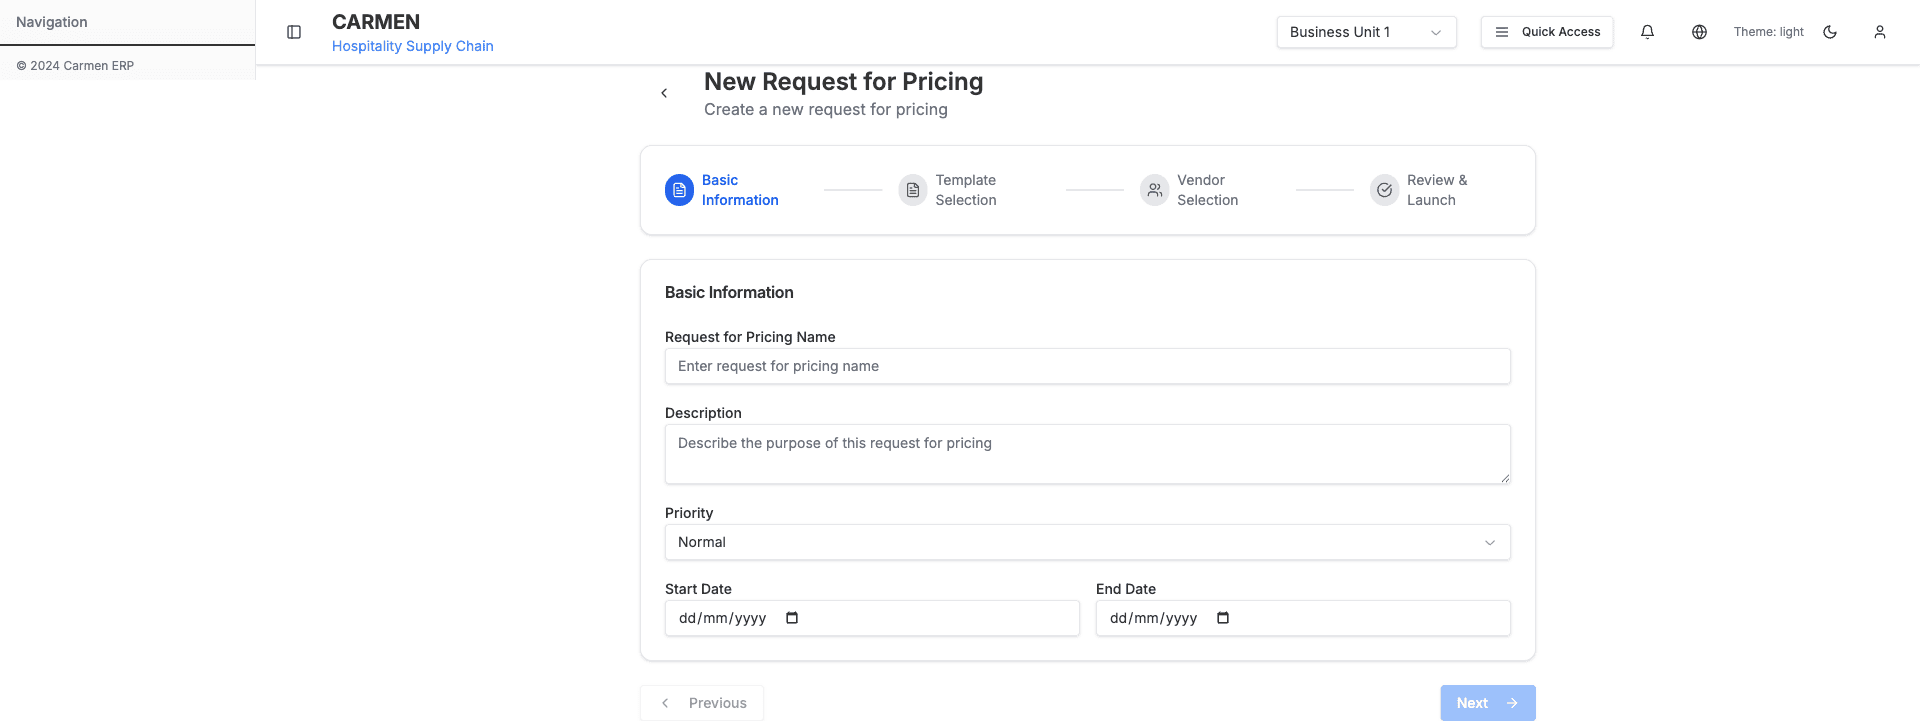 Navigation
© 2024 Carmen ERP
CARMEN
Hospitality Supply Chain
Business Unit 1
Quick Access
Theme: light
New Request for Pricing
Create a new request for pricing
Basic
Information
Template
Selection
Vendor
Selection
Review &
Launch
Basic Information
Request for Pricing Name
Enter request for pricing name
Description
Describe the purpose of this request for pricing
Priority
Normal
Start Date
dd/mm/yyyy
End Date
dd/mm/yyyy
Previous
Next